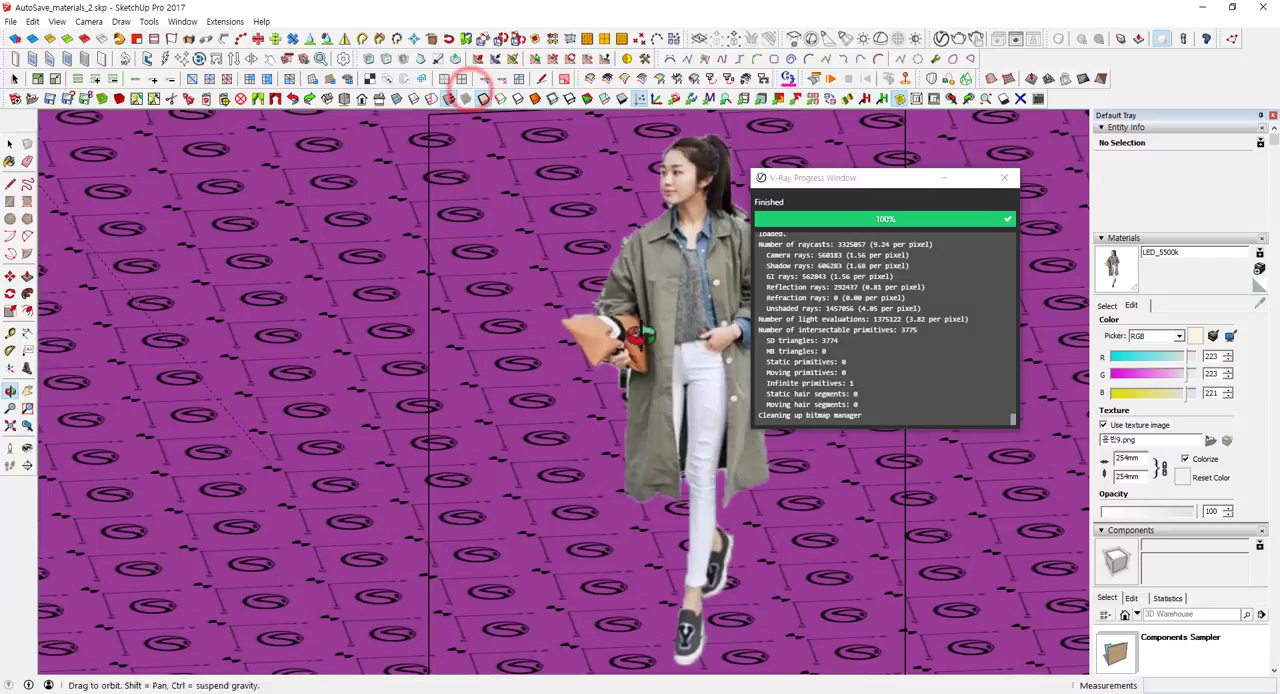 AutoSave_materials_2.skp - SketchUp Pro 2017
File Edit View Camera Draw Tools Window Extensions Help
Default Tray
Entity Info
No Selection
Materials
LED_5500k
Select Edit
Color
Picker: RGB
R 223
G 223
B 221
Texture
Use texture image
윤빈9.png
254mm
Colorize
254mm
Reset Color
Opacity
100
Components
Select Edit Statistics
3D Warehouse
Components Sampler
V-Ray Progress Window
Finished
100%
loaded.
Number of raycasts: 3325057 (9.24 per pixel)
Camera rays: 560183 (1.56 per pixel)
Shadow rays: 606283 (1.68 per pixel)
GI rays: 562843 (1.56 per pixel)
Reflection rays: 292437 (0.81 per pixel)
Refraction rays: 0 (0.00 per pixel)
Unshaded rays: 1457056 (4.05 per pixel)
Number of light evaluations: 1375122 (3.82 per pixel)
Number of intersectable primitives: 3775
SD triangles: 3774
MB triangles: 0
Static primitives: 0
Moving primitives: 0
Infinite primitives: 1
Static hair segments: 0
Moving hair segments: 0
Cleaning up bitmap manager
Drag to orbit. Shift = Pan, Ctrl = suspend gravity.
Measurements